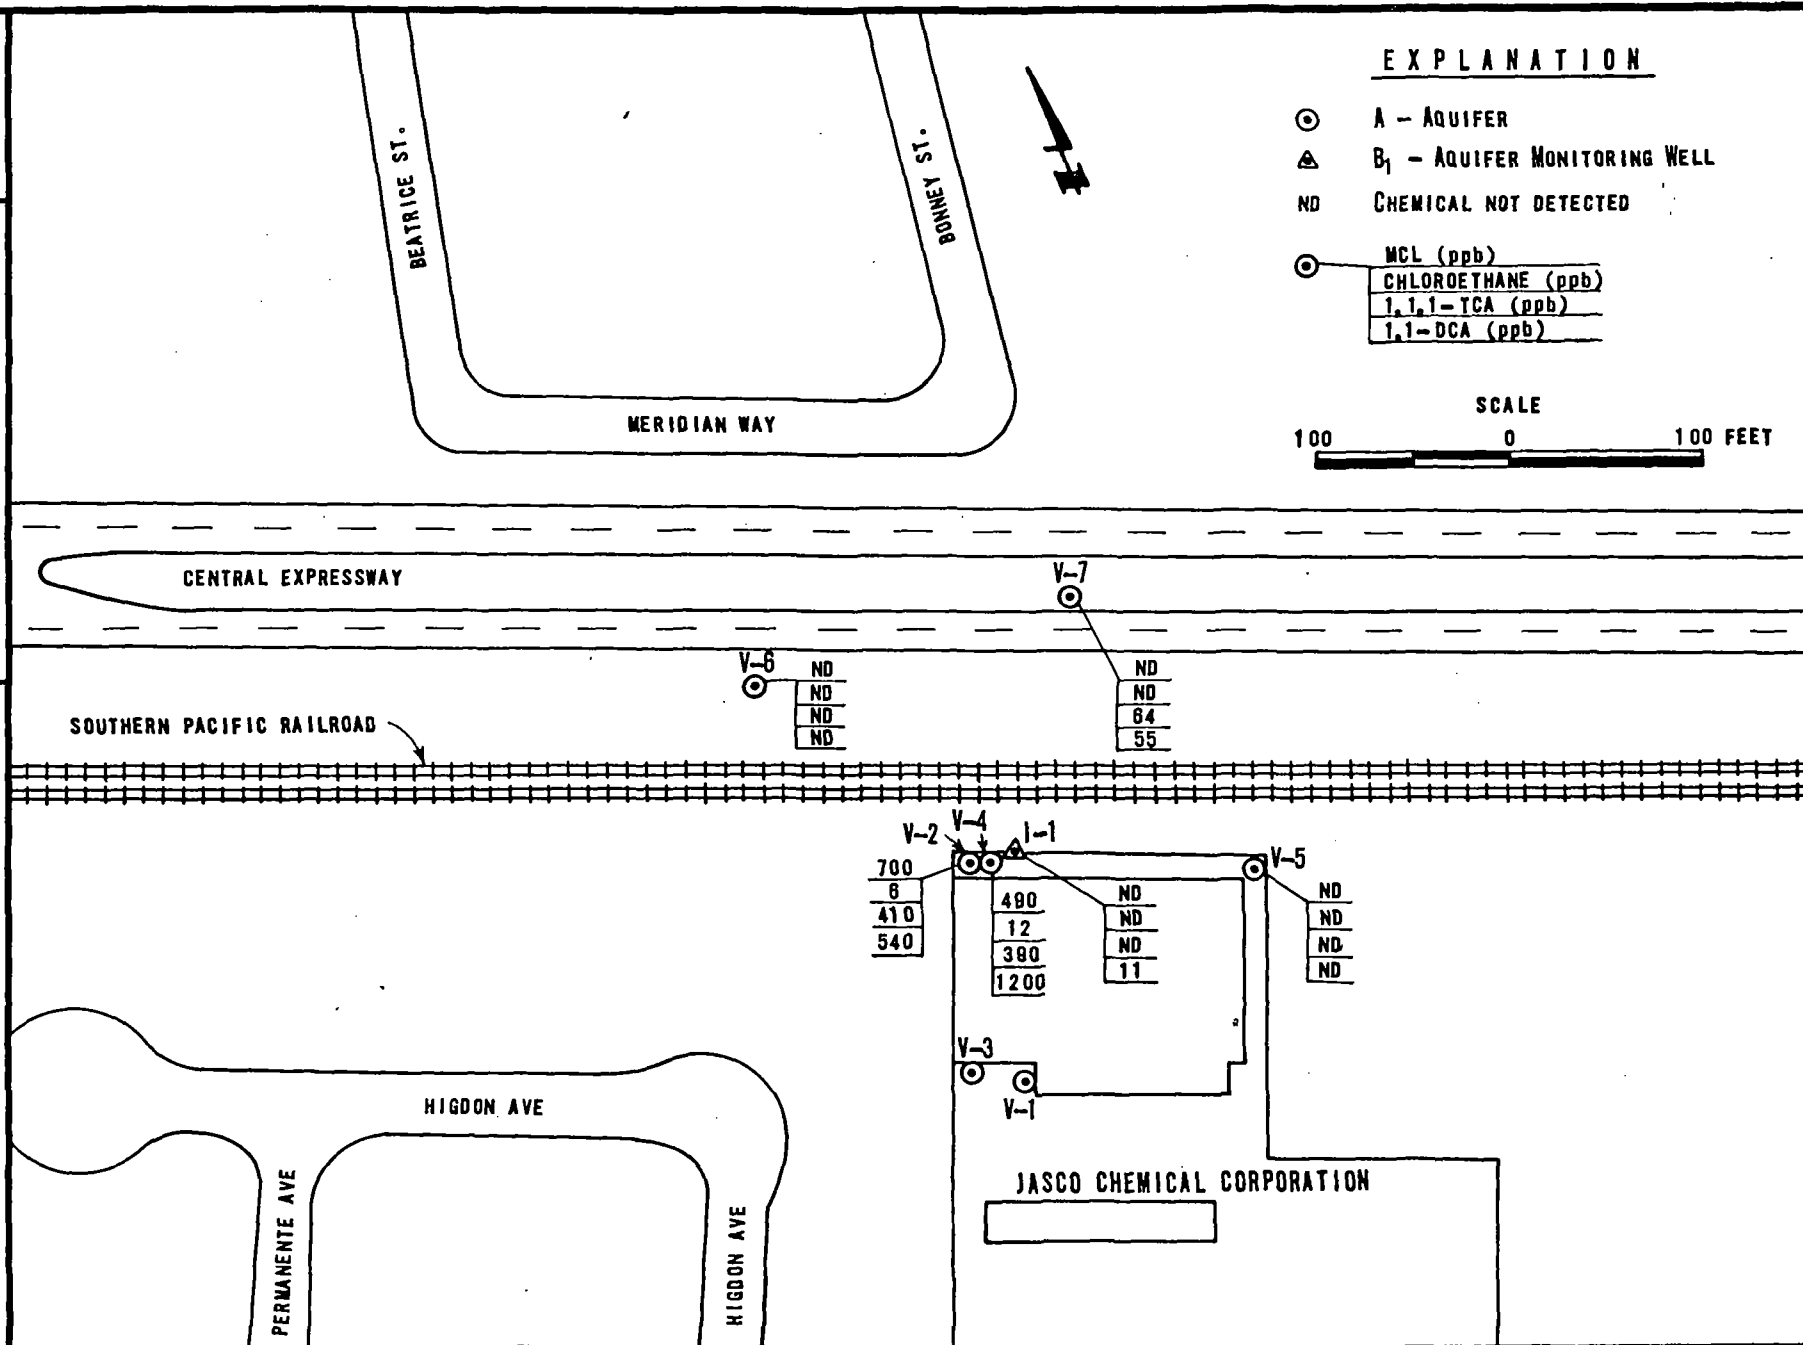 EXPLANATION
A - AQUIFER
B1 - AQUIFER MONITORING WELL
ND CHEMICAL NOT DETECTED
MCL (ppb)
CHLOROETHANE (ppb)
1,1,1-TCA (ppb)
1,1-DCA (ppb)
SCALE
100 0 100 FEET
BEATRICE ST.
BONNEY ST.
MERIDIAN WAY
CENTRAL EXPRESSWAY
V-7
ND
ND
64
55
V-6
ND
ND
ND
ND
SOUTHERN PACIFIC RAILROAD
V-2
700
6
410
540
V-4
490
12
380
1200
I-1
ND
ND
ND
11
V-5
ND
ND
ND
ND
V-3
V-1
HIGDON AVE
PERMANENTE AVE
HIGDON AVE
JASCO CHEMICAL CORPORATION